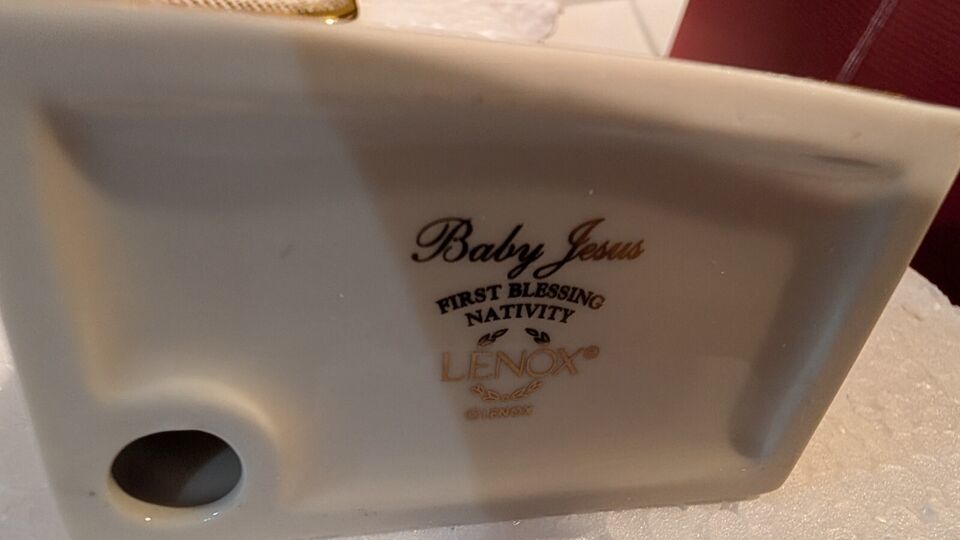 Baby Jesus
FIRST BLESSING
NATIVITY
LENOX®
©LENOX